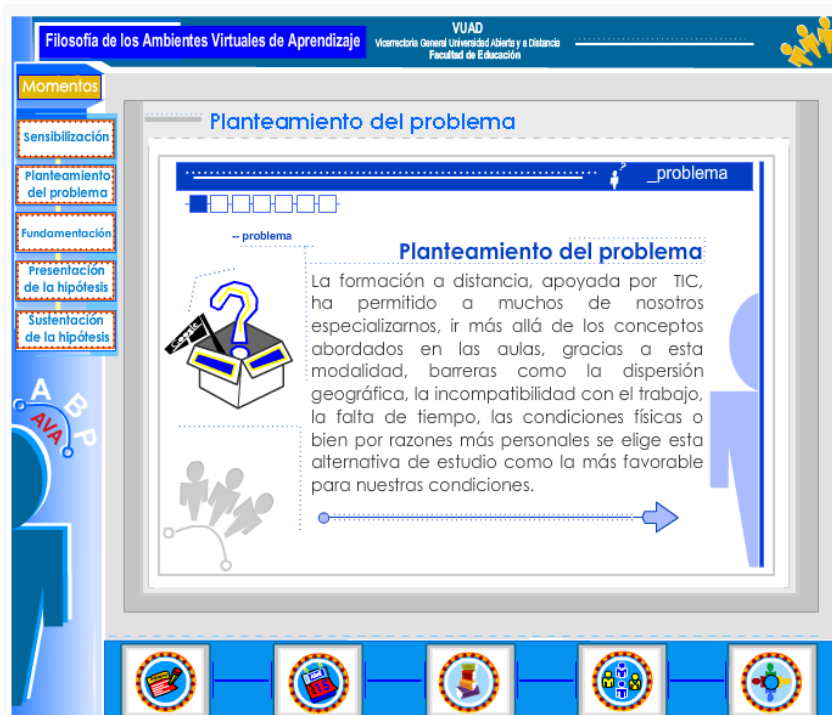 Filosofía de los Ambientes Virtuales de Aprendizaje
VUAD
Vicerrectoria General Universidad Abierta y a Distancia
Facultad de Educación
Momentos
Sensibilización
Planteamiento
del problema
Fundamentación
Presentación
de la hipótesis
Sustentación
de la hipótesis
A B P
AVA
Planteamiento del problema
_problema
-- problema
Planteamiento del problema
La formación a distancia, apoyada por TIC,
ha permitido a muchos de nosotros
especializarnos, ir más allá de los conceptos
abordados en las aulas, gracias a esta
modalidad, barreras como la dispersión
geográfica, la incompatibilidad con el trabajo,
la falta de tiempo, las condiciones físicas o
bien por razones más personales se elige esta
alternativa de estudio como la más favorable
para nuestras condiciones.